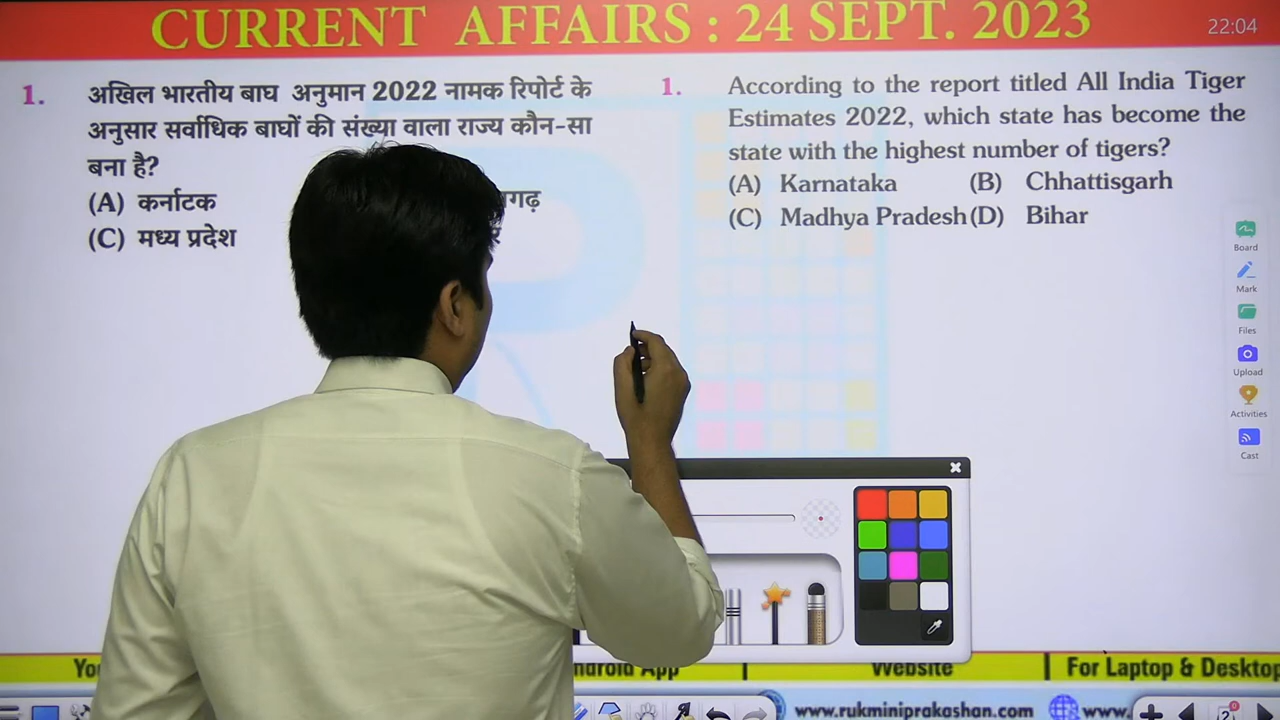 CURRENT AFFAIRS : 24 SEPT. 2023
22:04
1. अखिल भारतीय बाघ अनुमान 2022 नामक रिपोर्ट के
अनुसार सर्वाधिक बाघों की संख्या वाला राज्य कौन-सा
बना है?
(A) कर्नाटक
(C) मध्य प्रदेश
1. According to the report titled All India Tiger
Estimates 2022, which state has become the
state with the highest number of tigers?
(A) Karnataka (B) Chhattisgarh
(C) Madhya Pradesh (D) Bihar
Board
Mark
Files
Upload
Activities
Cast
App
Website
For Laptop & Desktop
www.rukminiprakashan.com
www.
2